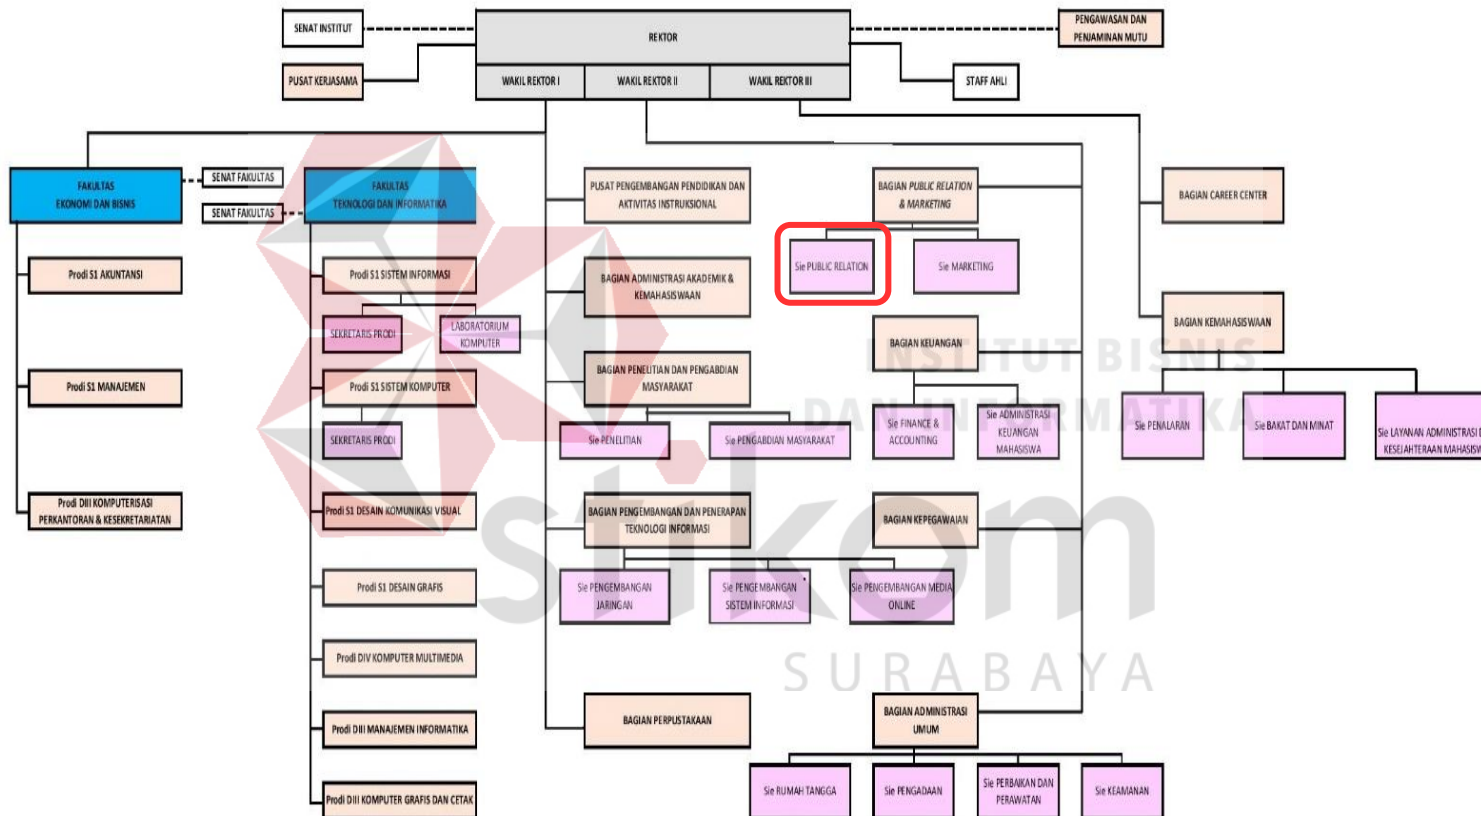 SENAT INSTITUT
REKTOR
PENGAWASAN DAN
PENJAMINAN MUTU
PUSAT KERJASAMA
WAKIL REKTOR I
WAKIL REKTOR II
WAKIL REKTOR III
STAFF AHLI
FAKULTAS
EKONOMI DAN BISNIS
SENAT FAKULTAS
SENAT FAKULTAS
FAKULTAS
TEKNOLOGI DAN INFORMATIKA
PUSAT PENGEMBANGAN PENDIDIKAN DAN
AKTIVITAS INSTRUKSIONAL
BAGIAN PUBLIC RELATION
& MARKETING
BAGIAN CAREER CENTER
Sie PUBLIC RELATION
Sie MARKETING
Prodi S1 AKUNTANSI
Prodi S1 SISTEM INFORMASI
BAGIAN ADMINISTRASI AKADEMIK &
KEMAHASISWAAN
SEKRETARIS PRODI
LABORATORIUM
KOMPUTER
BAGIAN KEUANGAN
BAGIAN KEMAHASISWAAN
INSTITUT BISNIS
DAN INFORMATIKA
Prodi S1 MANAJEMEN
Prodi S1 SISTEM KOMPUTER
BAGIAN PENELITIAN DAN PENGABDIAN
MASYARAKAT
SEKRETARIS PRODI
Sie PENELITIAN
Sie PENGABDIAN MASYARAKAT
Sie FINANCE &
ACCOUNTING
Sie ADMINISTRASI
KEUANGAN
MAHASISWA
Sie PENALARAN
Sie BAKAT DAN MINAT
Sie LAYANAN ADMINISTRASI D
KESEJAHTERAAN MAHASISW
Prodi DIII KOMPUTERISASI
PERKANTORAN & KESEKRETARIATAN
Prodi S1 DESAIN KOMUNIKASI VISUAL
BAGIAN PENGEMBANGAN DAN PENERAPAN
TEKNOLOGI INFORMASI
BAGIAN KEPEGAWAIAN
stikom
SURABAYA
Prodi S1 DESAIN GRAFIS
Sie PENGEMBANGAN
JARINGAN
Sie PENGEMBANGAN
SISTEM INFORMASI
Sie PENGEMBANGAN MEDIA
ONLINE
Prodi DIV KOMPUTER MULTIMEDIA
Prodi DIII MANAJEMEN INFORMATIKA
BAGIAN PERPUSTAKAAN
BAGIAN ADMINISTRASI
UMUM
Prodi DIII KOMPUTER GRAFIS DAN CETAK
Sie RUMAH TANGGA
Sie PENGADAAN
Sie PERBAIKAN DAN
PERAWATAN
Sie KEAMANAN